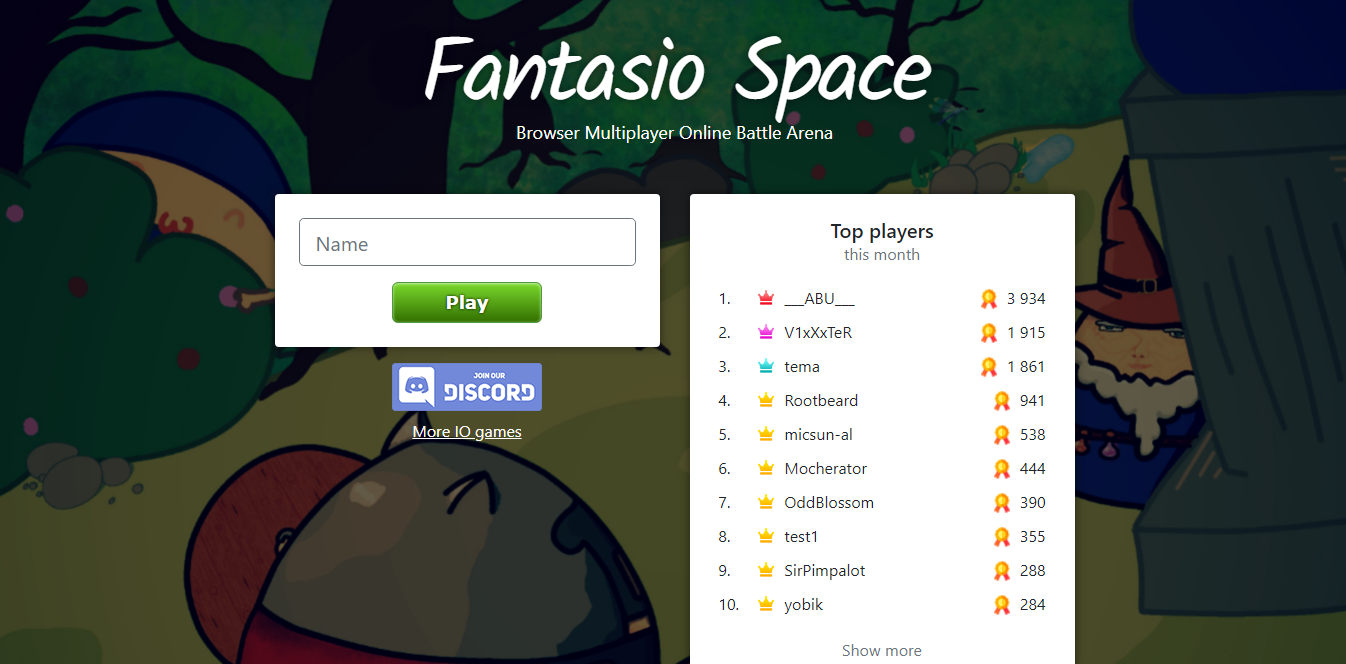 Fantasio Space
Browser Multiplayer Online Battle Arena
Name
Play
JOIN OUR
DISCORD
More IO games
Top players
this month
1. ___ABU___ 3 934
2. V1xXxTeR 1 915
3. tema 1 861
4. Rootbeard 941
5. micsun-al 538
6. Mocherator 444
7. OddBlossom 390
8. test1 355
9. SirPimpalot 288
10. yobik 284
Show more